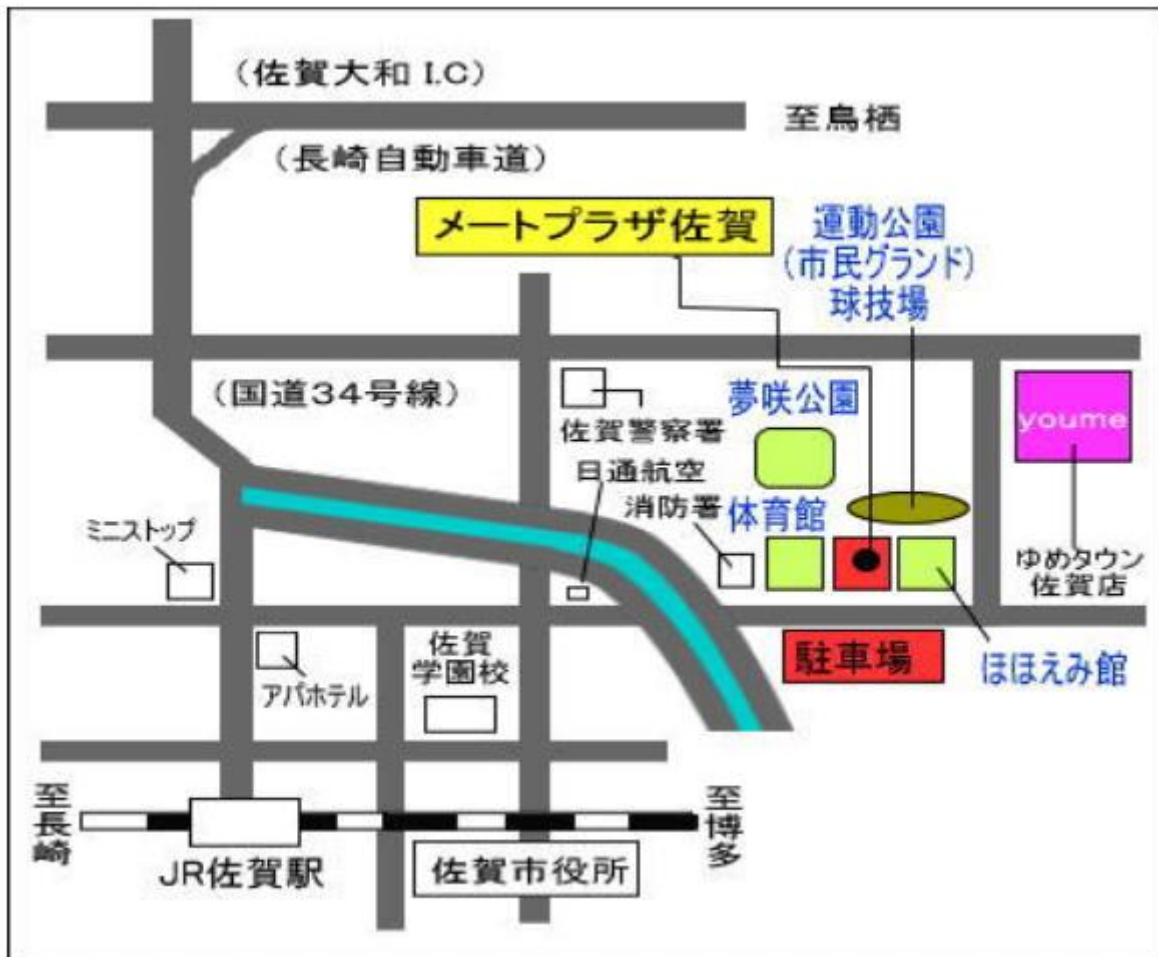 (佐賀大和 I.C)
至鳥栖
(長崎自動車道)
メートプラザ佐賀
運動公園
(市民グランド)
球技場
(国道34号線)
夢咲公園
youme
佐賀警察署
日通航空
消防署
体育館
ミニストップ
ゆめタウン
佐賀店
佐賀
学園校
駐車場
ほほえみ館
アパホテル
至長崎
至博多
JR佐賀駅
佐賀市役所